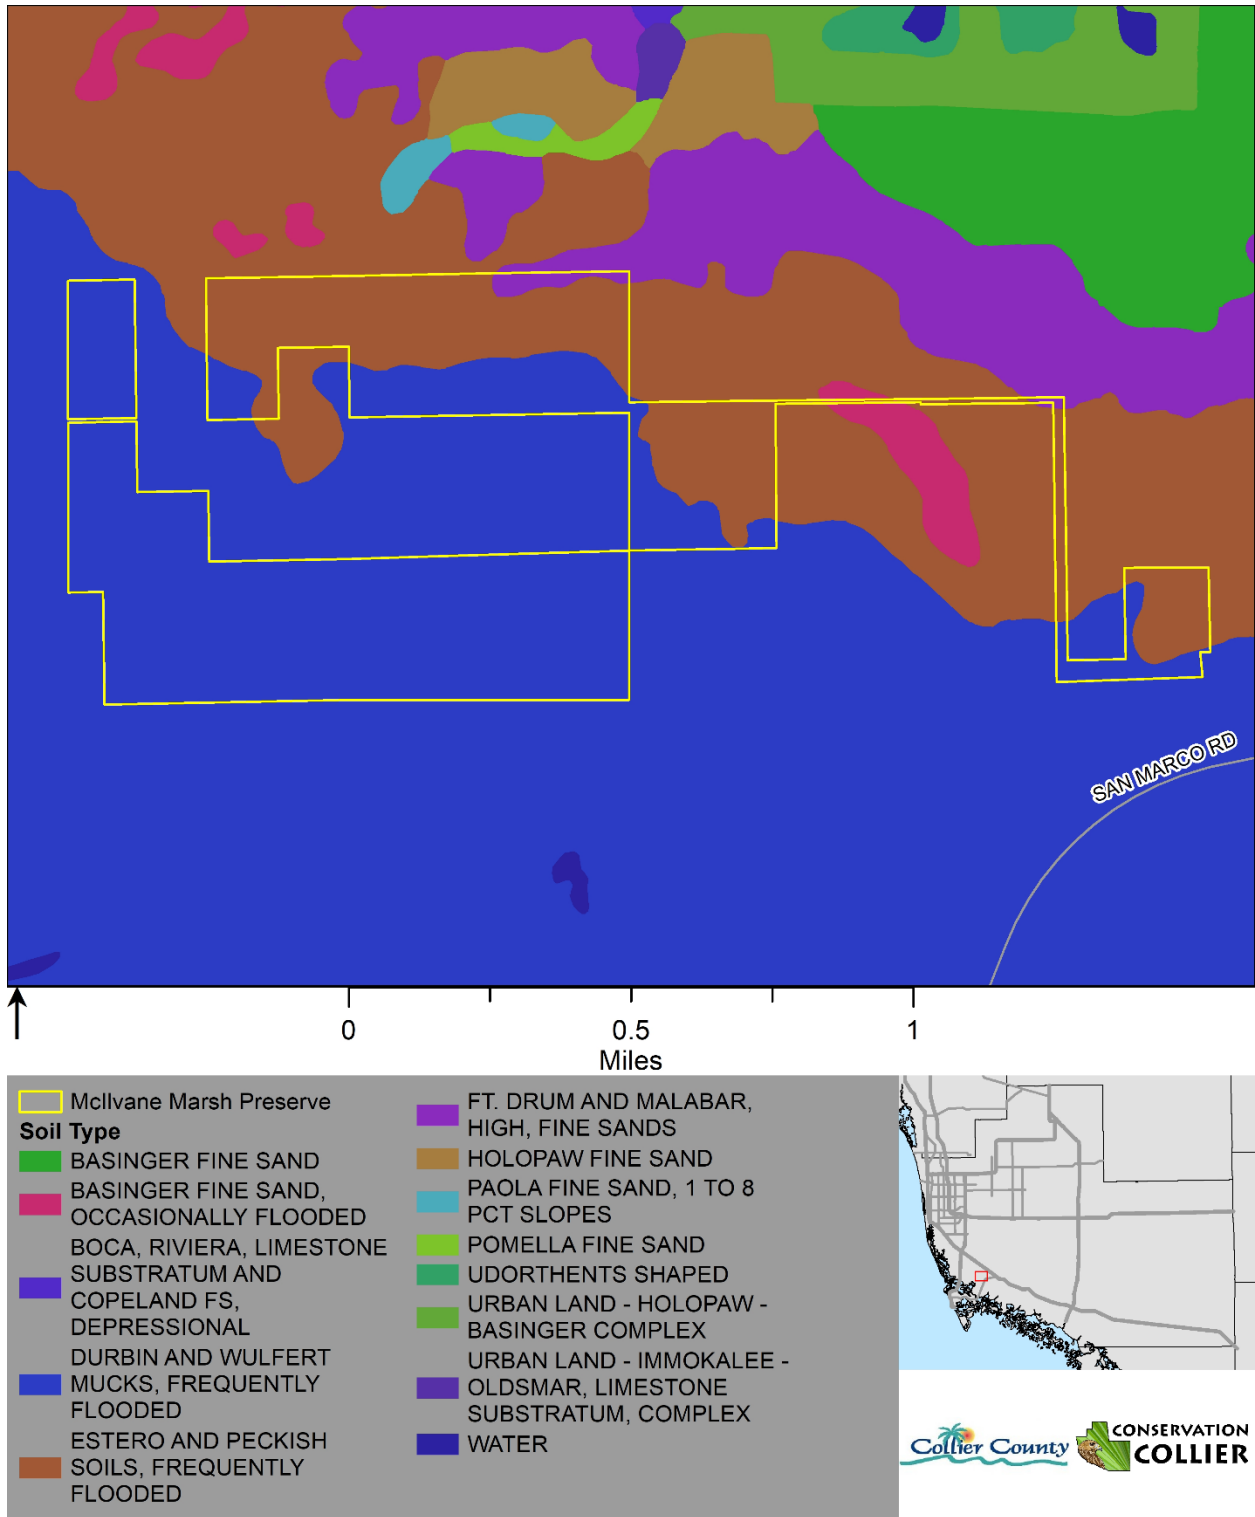 SAN MARCO RD
0
0.5
1
Miles
McIlvane Marsh Preserve
Soil Type
BASINGER FINE SAND
BASINGER FINE SAND,
OCCASIONALLY FLOODED
BOCA, RIVIERA, LIMESTONE
SUBSTRATUM AND
COPELAND FS,
DEPRESSIONAL
DURBIN AND WULFERT
MUCKS, FREQUENTLY
FLOODED
ESTERO AND PECKISH
SOILS, FREQUENTLY
FLOODED
FT. DRUM AND MALABAR,
HIGH, FINE SANDS
HOLOPAW FINE SAND
PAOLA FINE SAND, 1 TO 8
PCT SLOPES
POMELLA FINE SAND
UDORTHENTS SHAPED
URBAN LAND - HOLOPAW -
BASINGER COMPLEX
URBAN LAND - IMMOKALEE -
OLDSMAR, LIMESTONE
SUBSTRATUM, COMPLEX
WATER
Collier County
CONSERVATION
COLLIER